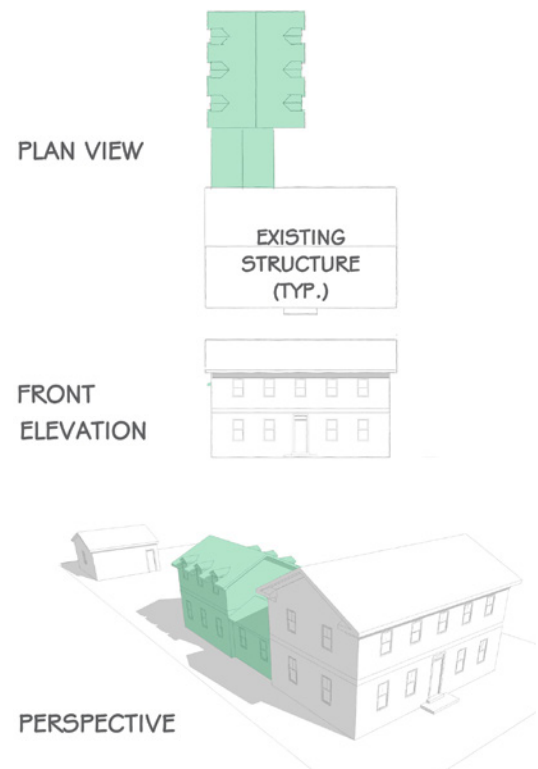 PLAN VIEW
EXISTING
STRUCTURE
(TYP.)
FRONT
ELEVATION
PERSPECTIVE